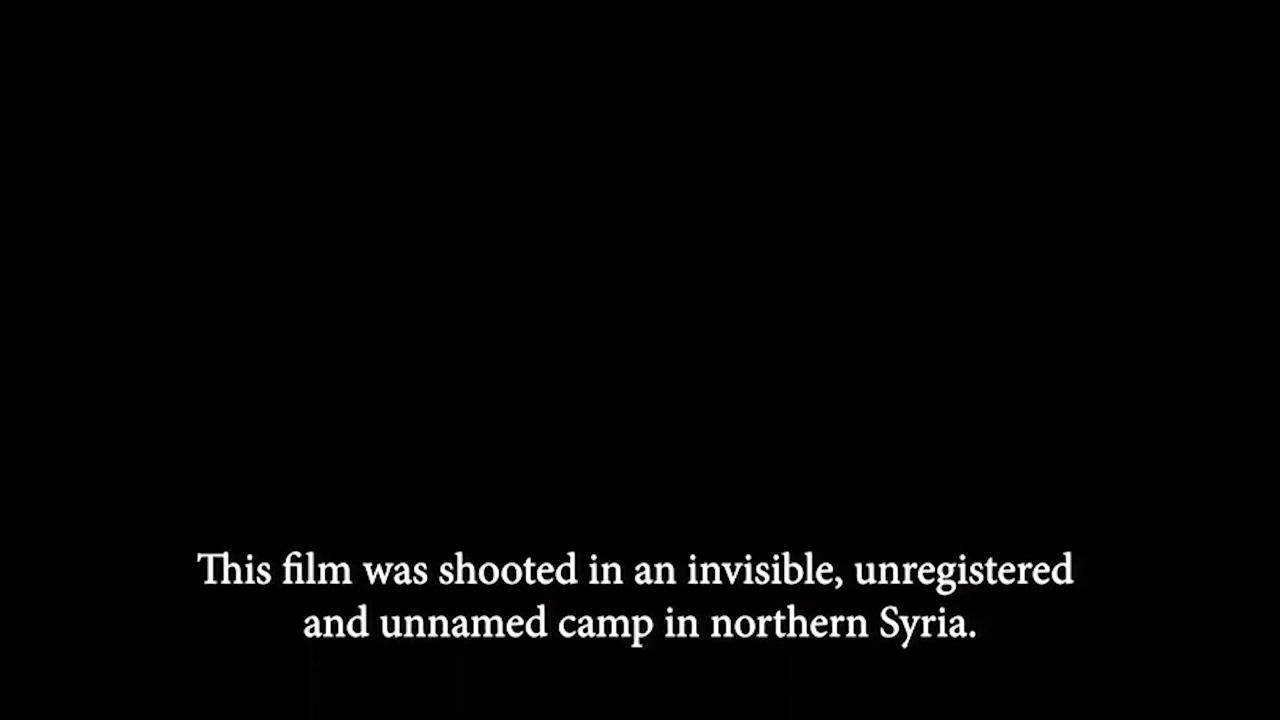 This film was shooted in an invisible, unregistered
and unnamed camp in northern Syria.